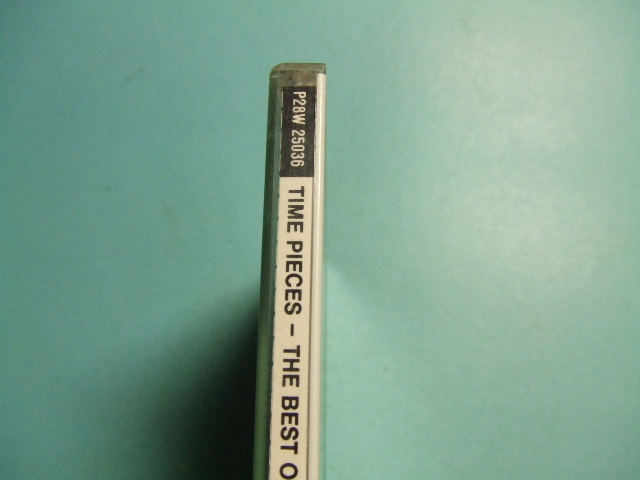 P28W 25036
TIME PIECES – THE BEST O